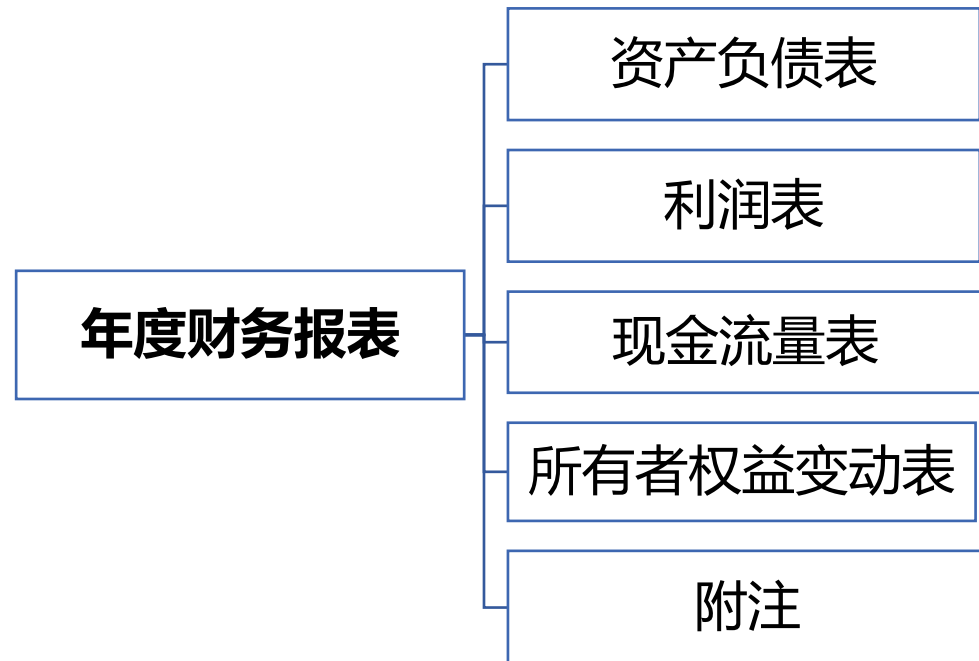 资产负债表
利润表
年度财务报表
现金流量表
所有者权益变动表
附注